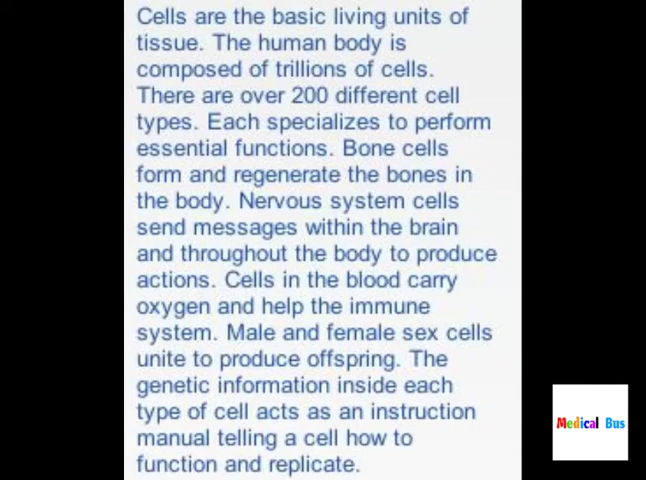 Cells are the basic living units of
tissue. The human body is
composed of trillions of cells.
There are over 200 different cell
types. Each specializes to perform
essential functions. Bone cells
form and regenerate the bones in
the body. Nervous system cells
send messages within the brain
and throughout the body to produce
actions. Cells in the blood carry
oxygen and help the immune
system. Male and female sex cells
unite to produce offspring. The
genetic information inside each
type of cell acts as an instruction
manual telling a cell how to
function and replicate.
Medical Bus